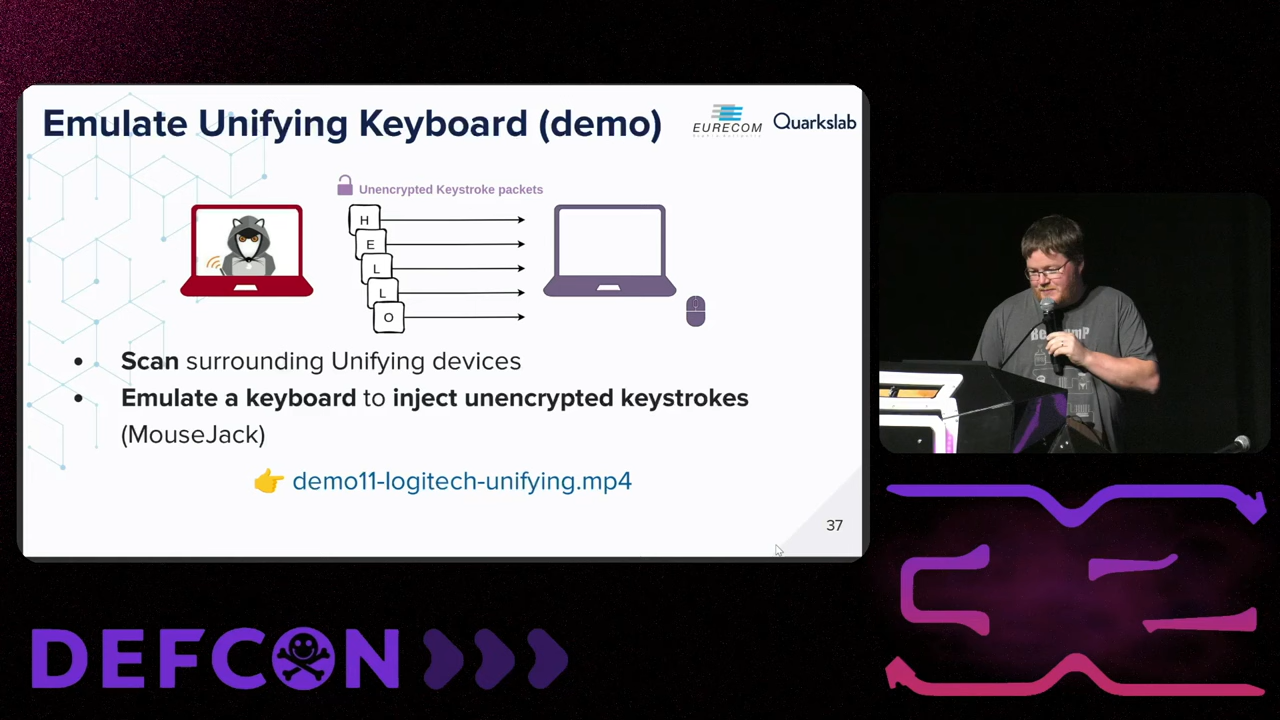 Emulate Unifying Keyboard (demo)
EURECOM
Quarkslab
Unencrypted Keystroke packets
H
E
L
L
O
• Scan surrounding Unifying devices
• Emulate a keyboard to inject unencrypted keystrokes
(MouseJack)
👉 demo11-logitech-unifying.mp4
37
DEFCON